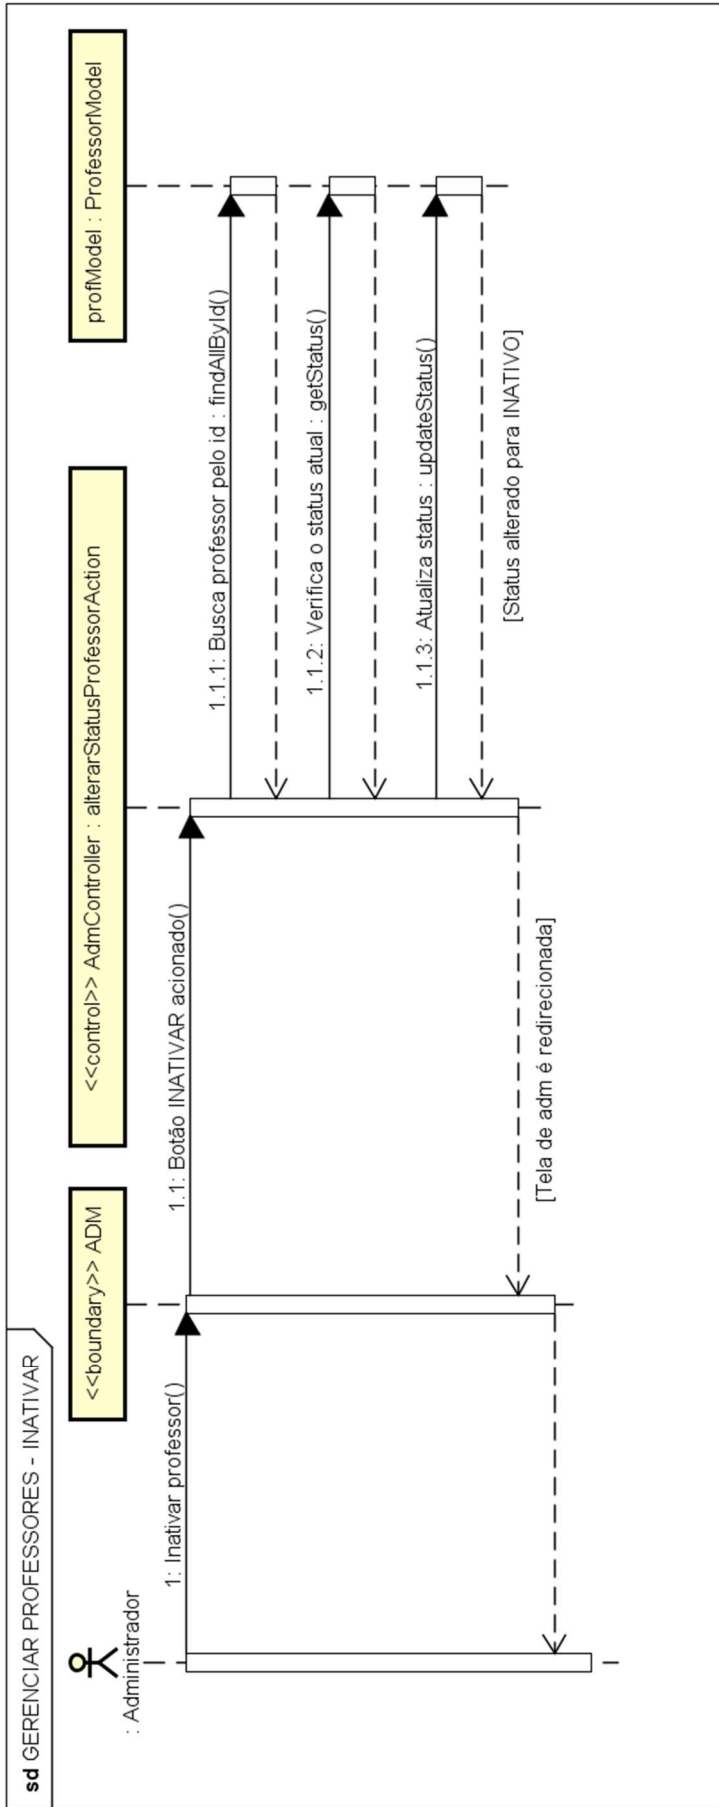 sd GERENCIAR PROFESSORES - INATIVAR
: Administrador
<<boundary>> ADM
<<control>> AdmController : alterarStatusProfessorAction
profModel : ProfessorModel
1: Inativar professor()
1.1: Botão INATIVAR acionado()
1.1.1: Busca professor pelo id : findAllById()
1.1.2: Verifica o status atual : getStatus()
1.1.3: Atualiza status : updateStatus()
[Status alterado para INATIVO]
[Tela de adm é redirecionada]